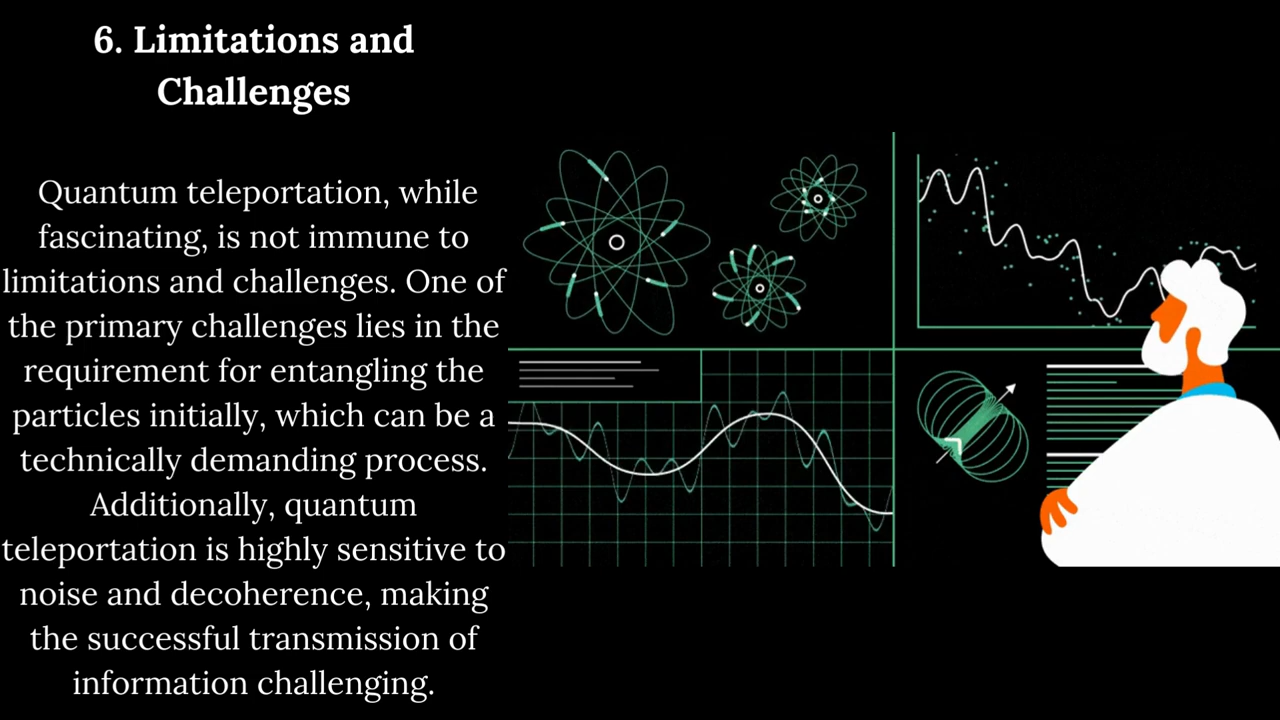 6. Limitations and
Challenges
Quantum teleportation, while
fascinating, is not immune to
limitations and challenges. One of
the primary challenges lies in the
requirement for entangling the
particles initially, which can be a
technically demanding process.
Additionally, quantum
teleportation is highly sensitive to
noise and decoherence, making
the successful transmission of
information challenging.